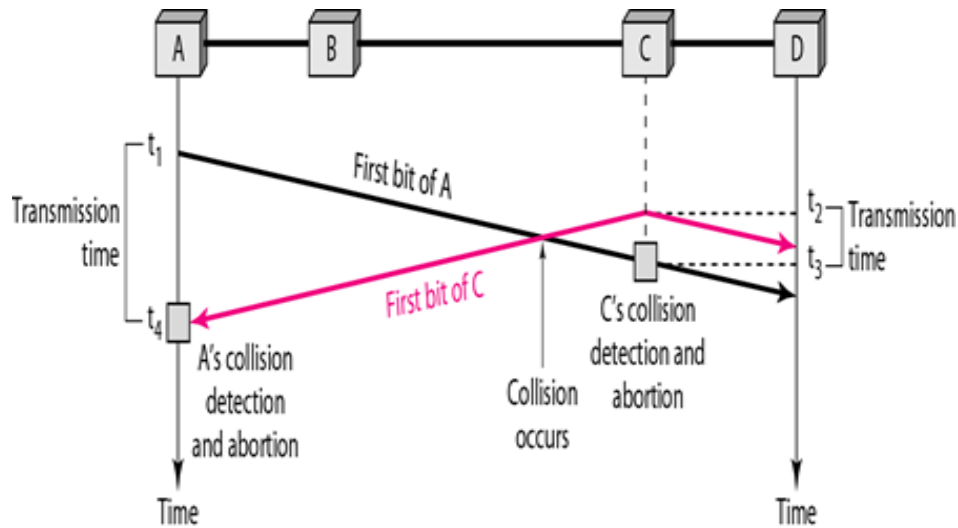 A
B
C
D
t1
First bit of A
Transmission
time
t2
Transmission
time
t3
First bit of C
t4
A's collision
detection
and abortion
Collision
occurs
C's collision
detection and
abortion
Time
Time